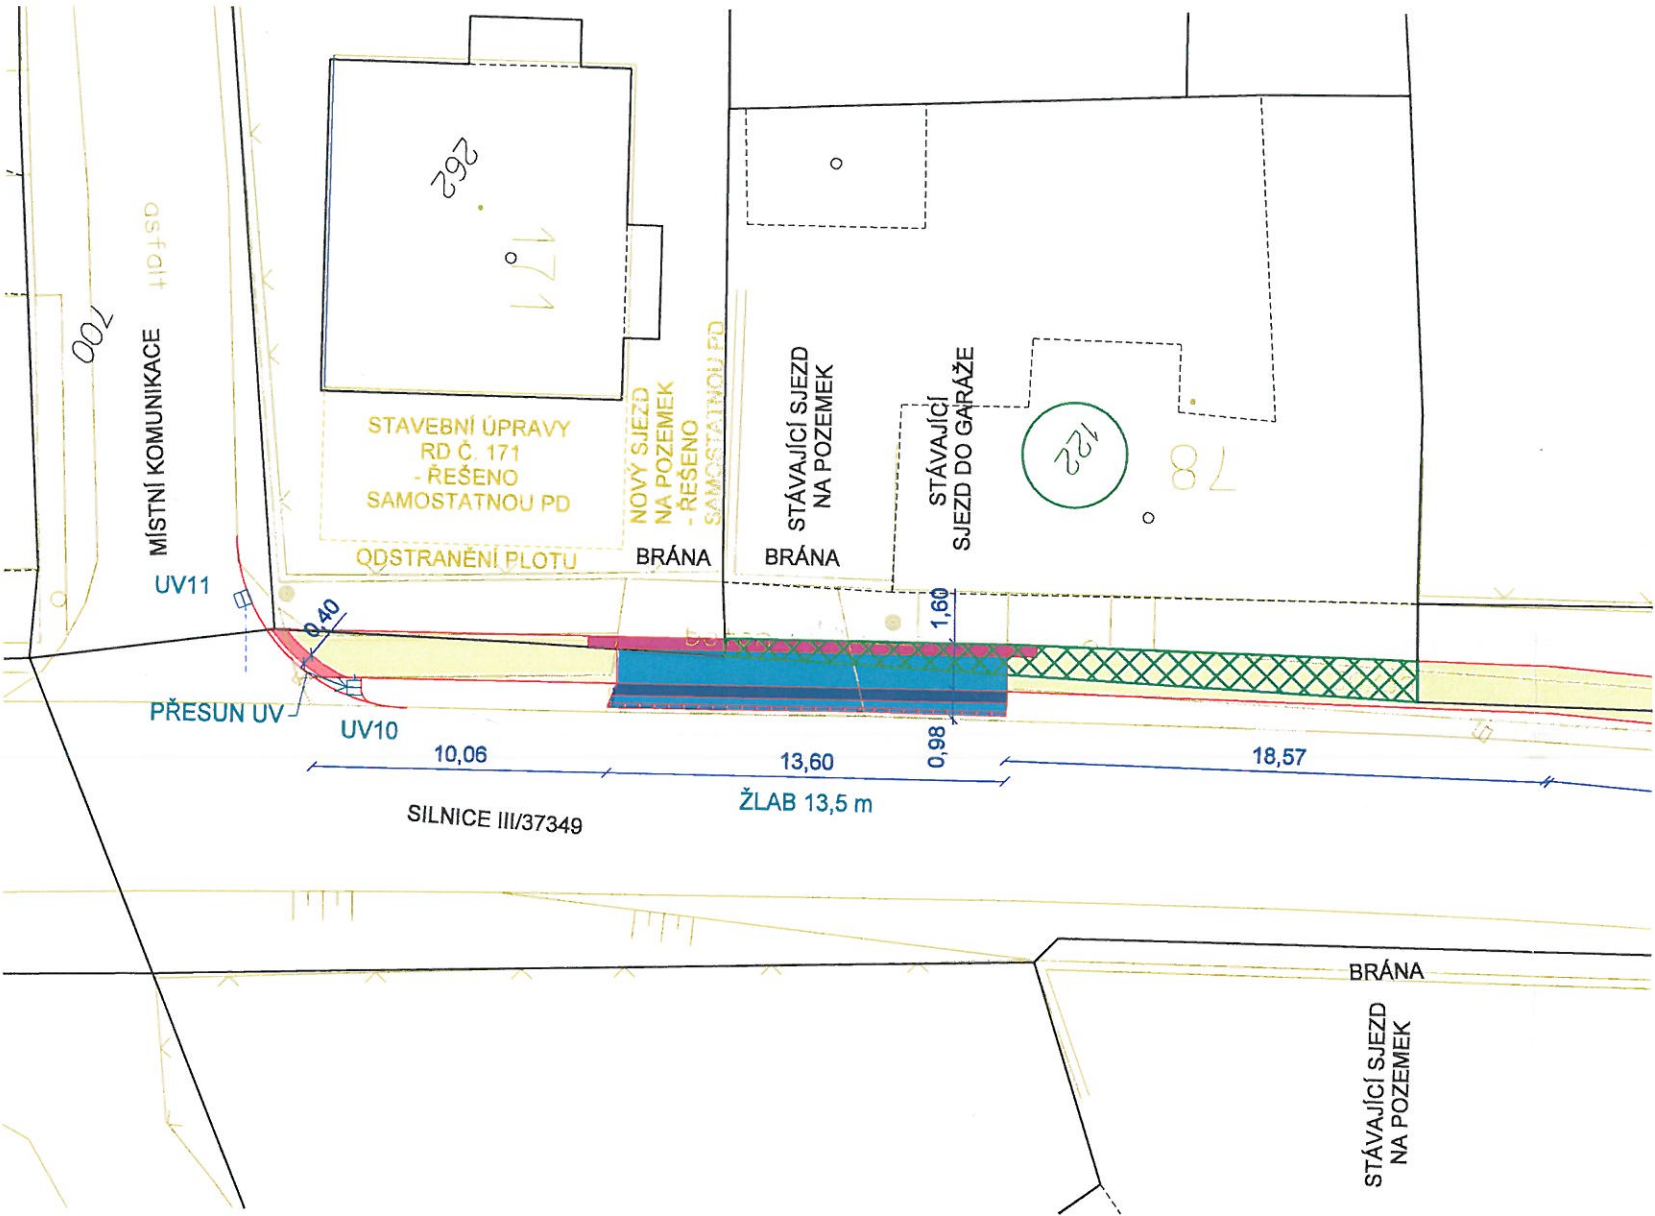 262
171
asfalt
700
MÍSTNÍ KOMUNIKACE
STAVEBNÍ ÚPRAVY
RD Č. 171
- ŘEŠENO
SAMOSTATNOU PD
NOVÝ SJEZD
NA POZEMEK
- ŘEŠENO
SAMOSTATNOU PD
STÁVAJÍCÍ SJEZD
NA POZEMEK
STÁVAJÍCÍ
SJEZD DO GARÁŽE
122
78
ODSTRANĚNÍ PLOTU
BRÁNA
BRÁNA
UV11
0,40
1,60
PŘESUN UV
UV10
10,06
13,60
0,98
18,57
ŽLAB 13,5 m
SILNICE III/37349
BRÁNA
STÁVAJÍCÍ SJEZD
NA POZEMEK